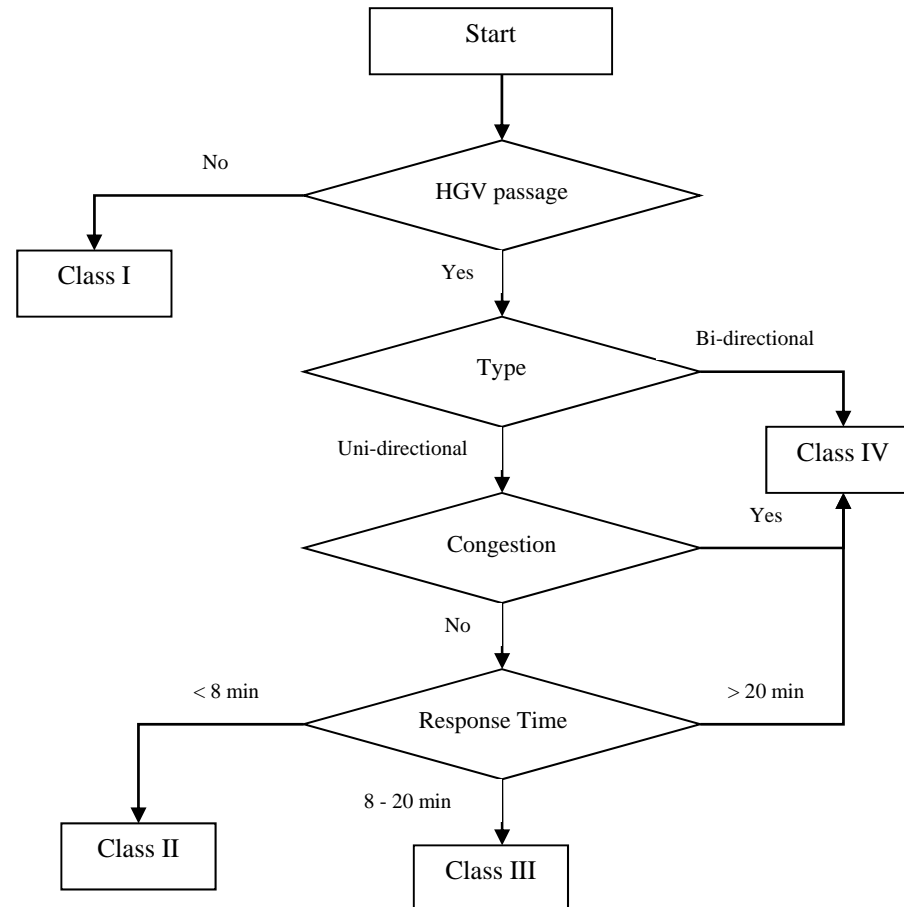 Start
No
HGV passage
Class I
Yes
Bi-directional
Type
Uni-directional
Class IV
Yes
Congestion
No
< 8 min
> 20 min
Response Time
8 - 20 min
Class II
Class III